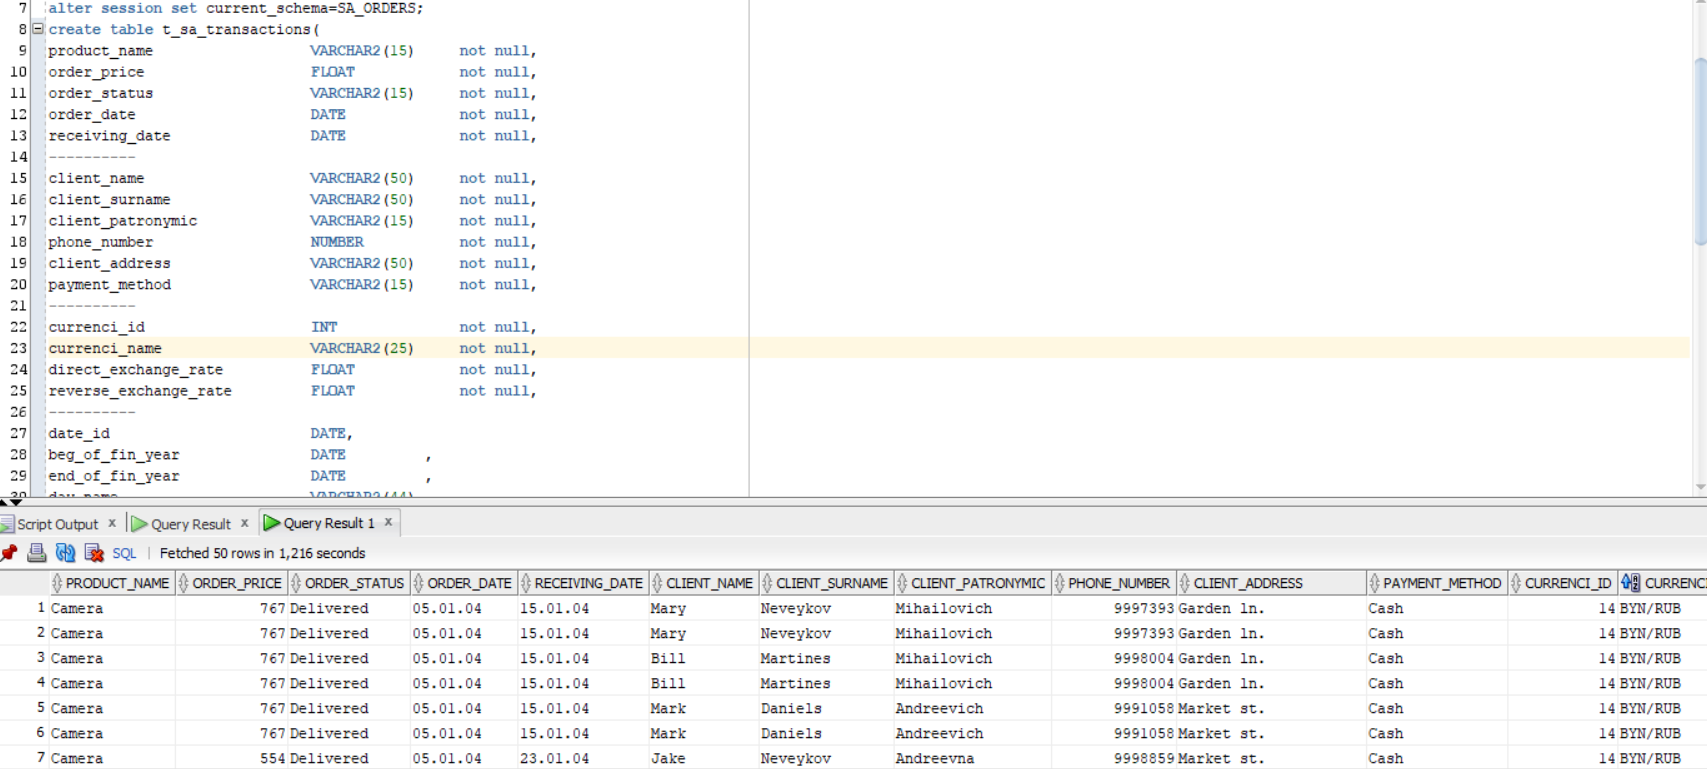 7 alter session set current_schema=SA_ORDERS;
8 create table t_sa_transactions(
9 product_name VARCHAR2(15) not null,
10 order_price FLOAT not null,
11 order_status VARCHAR2(15) not null,
12 order_date DATE not null,
13 receiving_date DATE not null,
14 ----------
15 client_name VARCHAR2(50) not null,
16 client_surname VARCHAR2(50) not null,
17 client_patronymic VARCHAR2(15) not null,
18 phone_number NUMBER not null,
19 client_address VARCHAR2(50) not null,
20 payment_method VARCHAR2(15) not null,
21 ----------
22 currenci_id INT not null,
23 currenci_name VARCHAR2(25) not null,
24 direct_exchange_rate FLOAT not null,
25 reverse_exchange_rate FLOAT not null,
26 ----------
27 date_id DATE,
28 beg_of_fin_year DATE ,
29 end_of_fin_year DATE ,
30 day_name VARCHAR2(44)
Script Output x Query Result x Query Result 1 x
SQL | Fetched 50 rows in 1,216 seconds
PRODUCT_NAME ORDER_PRICE ORDER_STATUS ORDER_DATE RECEIVING_DATE CLIENT_NAME CLIENT_SURNAME CLIENT_PATRONYMIC PHONE_NUMBER CLIENT_ADDRESS PAYMENT_METHOD CURRENCI_ID CURRENCI
1 Camera 767 Delivered 05.01.04 15.01.04 Mary Neveykov Mihailovich 9997393 Garden ln. Cash 14 BYN/RUB
2 Camera 767 Delivered 05.01.04 15.01.04 Mary Neveykov Mihailovich 9997393 Garden ln. Cash 14 BYN/RUB
3 Camera 767 Delivered 05.01.04 15.01.04 Bill Martines Mihailovich 9998004 Garden ln. Cash 14 BYN/RUB
4 Camera 767 Delivered 05.01.04 15.01.04 Bill Martines Mihailovich 9998004 Garden ln. Cash 14 BYN/RUB
5 Camera 767 Delivered 05.01.04 15.01.04 Mark Daniels Andreevich 9991058 Market st. Cash 14 BYN/RUB
6 Camera 767 Delivered 05.01.04 15.01.04 Mark Daniels Andreevich 9991058 Market st. Cash 14 BYN/RUB
7 Camera 554 Delivered 05.01.04 23.01.04 Jake Neveykov Andreevna 9998859 Market st. Cash 14 BYN/RUB